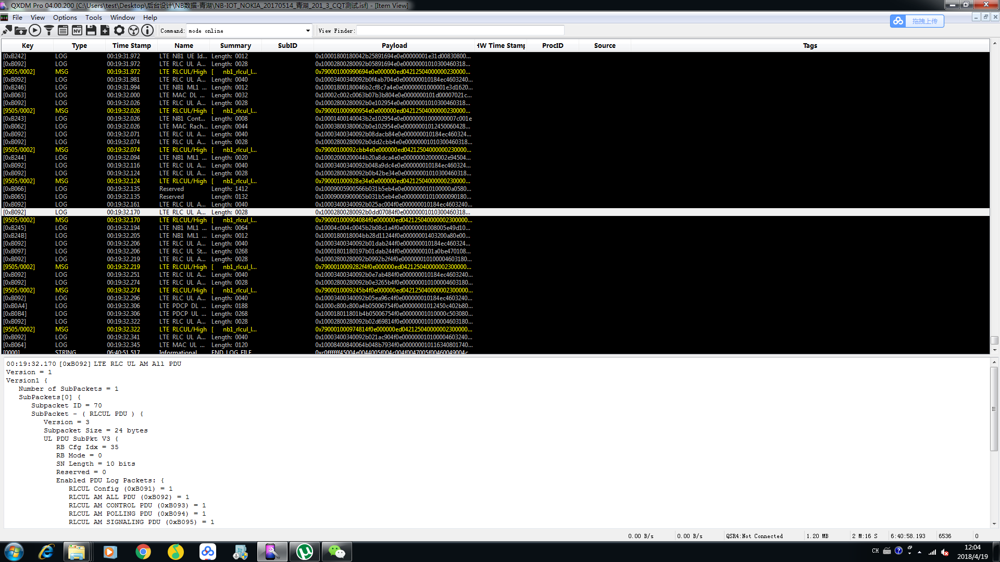 QXDM Pro 04.00.200 {C:\Users\test\Desktop\后台设计\NB数据-青湖\NB-IOT_NOKIA_20170514_青湖_201_3_CQT测试.isf} - [Item View]
File View Options Tools Window Help
拖拽上传
Command: mode online View Finder:
Key Type Time Stamp Name Summary SubID Payload HW Time Stamp ProcID Source Tags
[0xB242] LOG 00:19:31.972 LTE NB1 UE Id... Length: 0012 0x10001800180042b25891694e0e00000001e31d00830800...
[0xB092] LOG 00:19:31.972 LTE RLC UL A... Length: 0028 0x10002800280092b05891694e0e00000001010300460318...
[9505/0002] MSG 00:19:31.972 LTE RLCUL/High [ nb1_rlcul_l... 0x790001000990694e0e000000ed04212504000000230000...
[0xB092] LOG 00:19:31.981 LTE RLC UL A... Length: 0040 0x10003400340092b0f4ab704e0e000000010184ec4603240...
[0xB246] LOG 00:19:31.994 LTE NB1 ML1 ... Length: 0012 0x10001800180046b2cf8c7a4e0e00000001000001e3d1620...
[0xB063] LOG 00:19:32.000 LTE MAC DL ... Length: 0032 0x10002c002c0063b07b3b804e0e0000000101d00007021c...
[0xB092] LOG 00:19:32.026 LTE RLC UL A... Length: 0028 0x10002800280092b0e102954e0e00000001010300460318...
[9505/0002] MSG 00:19:32.026 LTE RLCUL/High [ nb1_rlcul_l... 0x790001000900954e0e000000ed04212504000000230000...
[0xB243] LOG 00:19:32.026 LTE NB1 Cont... Length: 0008 0x10001400140043b2e102954e0e00000001000000007c001e
[0xB062] LOG 00:19:32.026 LTE MAC Rach... Length: 0044 0x10003800380062b0e102954e0e00000001012450060428...
[0xB092] LOG 00:19:32.071 LTE RLC UL A... Length: 0040 0x10003400340092b08dacb84e0e000000010184ec460324...
[0xB092] LOG 00:19:32.074 LTE RLC UL A... Length: 0028 0x10002800280092b0dd2cbb4e0e00000001010300460318...
[9505/0002] MSG 00:19:32.074 LTE RLCUL/High [ nb1_rlcul_l... 0x79000100092cbb4e0e000000ed04212504000000230000...
[0xB244] LOG 00:19:32.094 LTE NB1 ML1 ... Length: 0020 0x10002000200044b20a8dca4e0e00000002000002e94504...
[0xB092] LOG 00:19:32.116 LTE RLC UL A... Length: 0040 0x10003400340092b048a9dc4e0e000000010184ec460324...
[0xB092] LOG 00:19:32.124 LTE RLC UL A... Length: 0028 0x10002800280092b0b42be34e0e00000001010300460318...
[9505/0002] MSG 00:19:32.124 LTE RLCUL/High [ nb1_rlcul_l... 0x790001000928e34e0e000000ed04212504000000230000...
[0xB066] LOG 00:19:32.135 Reserved Length: 1412 0x10009005900566b031b5eb4e0e000000010100000a0580...
[0xB065] LOG 00:19:32.135 Reserved Length: 0132 0x10009000900065b031b5eb4e0e00000001010000090180...
[0xB092] LOG 00:19:32.161 LTE RLC UL A... Length: 0040 0x10003400340092b025ac004f0e000000010184ec4603240...
[0xB092] LOG 00:19:32.170 LTE RLC UL A... Length: 0028 0x10002800280092b0dd07084f0e00000001010300460318...
[9505/0002] MSG 00:19:32.170 LTE RLCUL/High [ nb1_rlcul_l... 0x790001000904084f0e000000ed04212504000000230000...
[0xB245] LOG 00:19:32.194 LTE NB1 ML1 ... Length: 0064 0x10004c004c0045b2b08c1a4f0e00000001008005e49d10...
[0xB24B] LOG 00:19:32.205 LTE NB1 ML1 ... Length: 0012 0x100018001800​4bb28d11244f0e00000001403200a80e00...
[0xB092] LOG 00:19:32.206 LTE RLC UL A... Length: 0040 0x10003400340092b01dab244f0e000000010184ec460324...
[0xB097] LOG 00:19:32.206 LTE RLC UL St... Length: 0268 0x10001801180197b01dab244f0e0000000101a0be470108...
[0xB092] LOG 00:19:32.219 LTE RLC UL A... Length: 0028 0x10002800280092b0992b2f4f0e000000010100004603180...
[9505/0002] MSG 00:19:32.219 LTE RLCUL/High [ nb1_rlcul_l... 0x7900010009282f4f0e000000ed042125040000002300000...
[0xB092] LOG 00:19:32.251 LTE RLC UL A... Length: 0040 0x10003400340092b0e7ab484f0e000000010184ec4603240...
[0xB092] LOG 00:19:32.274 LTE RLC UL A... Length: 0028 0x10002800280092b0e3265b4f0e000000010100004603180...
[9505/0002] MSG 00:19:32.274 LTE RLCUL/High [ nb1_rlcul_l... 0x7900010009245b4f0e000000ed042125040000002300000...
[0xB092] LOG 00:19:32.296 LTE RLC UL A... Length: 0040 0x10003400340092b05ea96c4f0e000000010184ec4603240...
[0xB0A4] LOG 00:19:32.306 LTE PDCP DL ... Length: 0188 0x1000c800c800a4b05006754f0e00000001012450c402b80...
[0xB0B4] LOG 00:19:32.306 LTE PDCP UL ... Length: 0268 0x100018011801b4b05006754f0e00000001010000c503080...
[0xB092] LOG 00:19:32.322 LTE RLC UL A... Length: 0028 0x10002800280092b02d69814f0e000000010100004603180...
[9505/0002] MSG 00:19:32.322 LTE RLCUL/High [ nb1_rlcul_l... 0x790001000974814f0e000000ed042125040000002300000...
[0xB092] LOG 00:19:32.341 LTE RLC UL A... Length: 0040 0x10003400340092b021ac904f0e000000010184ec4603240...
[0xB064] LOG 00:19:32.345 LTE MAC UL ... Length: 0120 0x10008400840064b048b7934f0e00000001011634080​1740...
[0000] STRING 06:40:51.517 Informational END LOG FILE 0xc0ffffff45004e0044005f004c004f0047005f00460049004c...
00:19:32.170 [0xB092] LTE RLC UL AM All PDU
Version = 1
Version1 {
Number of SubPackets = 1
SubPackets[0] {
Subpacket ID = 70
SubPacket - ( RLCUL PDU ) {
Version = 3
Subpacket Size = 24 bytes
UL PDU SubPkt V3 {
RB Cfg Idx = 35
RB Mode = 0
SN Length = 10 bits
Reserved = 0
Enabled PDU Log Packets: {
RLCUL Config (0xB091) = 1
RLCUL AM ALL PDU (0xB092) = 1
RLCUL AM CONTROL PDU (0xB093) = 1
RLCUL AM POLLING PDU (0xB094) = 1
RLCUL AM SIGNALING PDU (0xB095) = 1
0.00 B/s 0.00 B/s QSR4:Not Connected 1.20 MB 2 M:16 S 6:40:58.193 6536 0
CH 12:04
2018/4/19